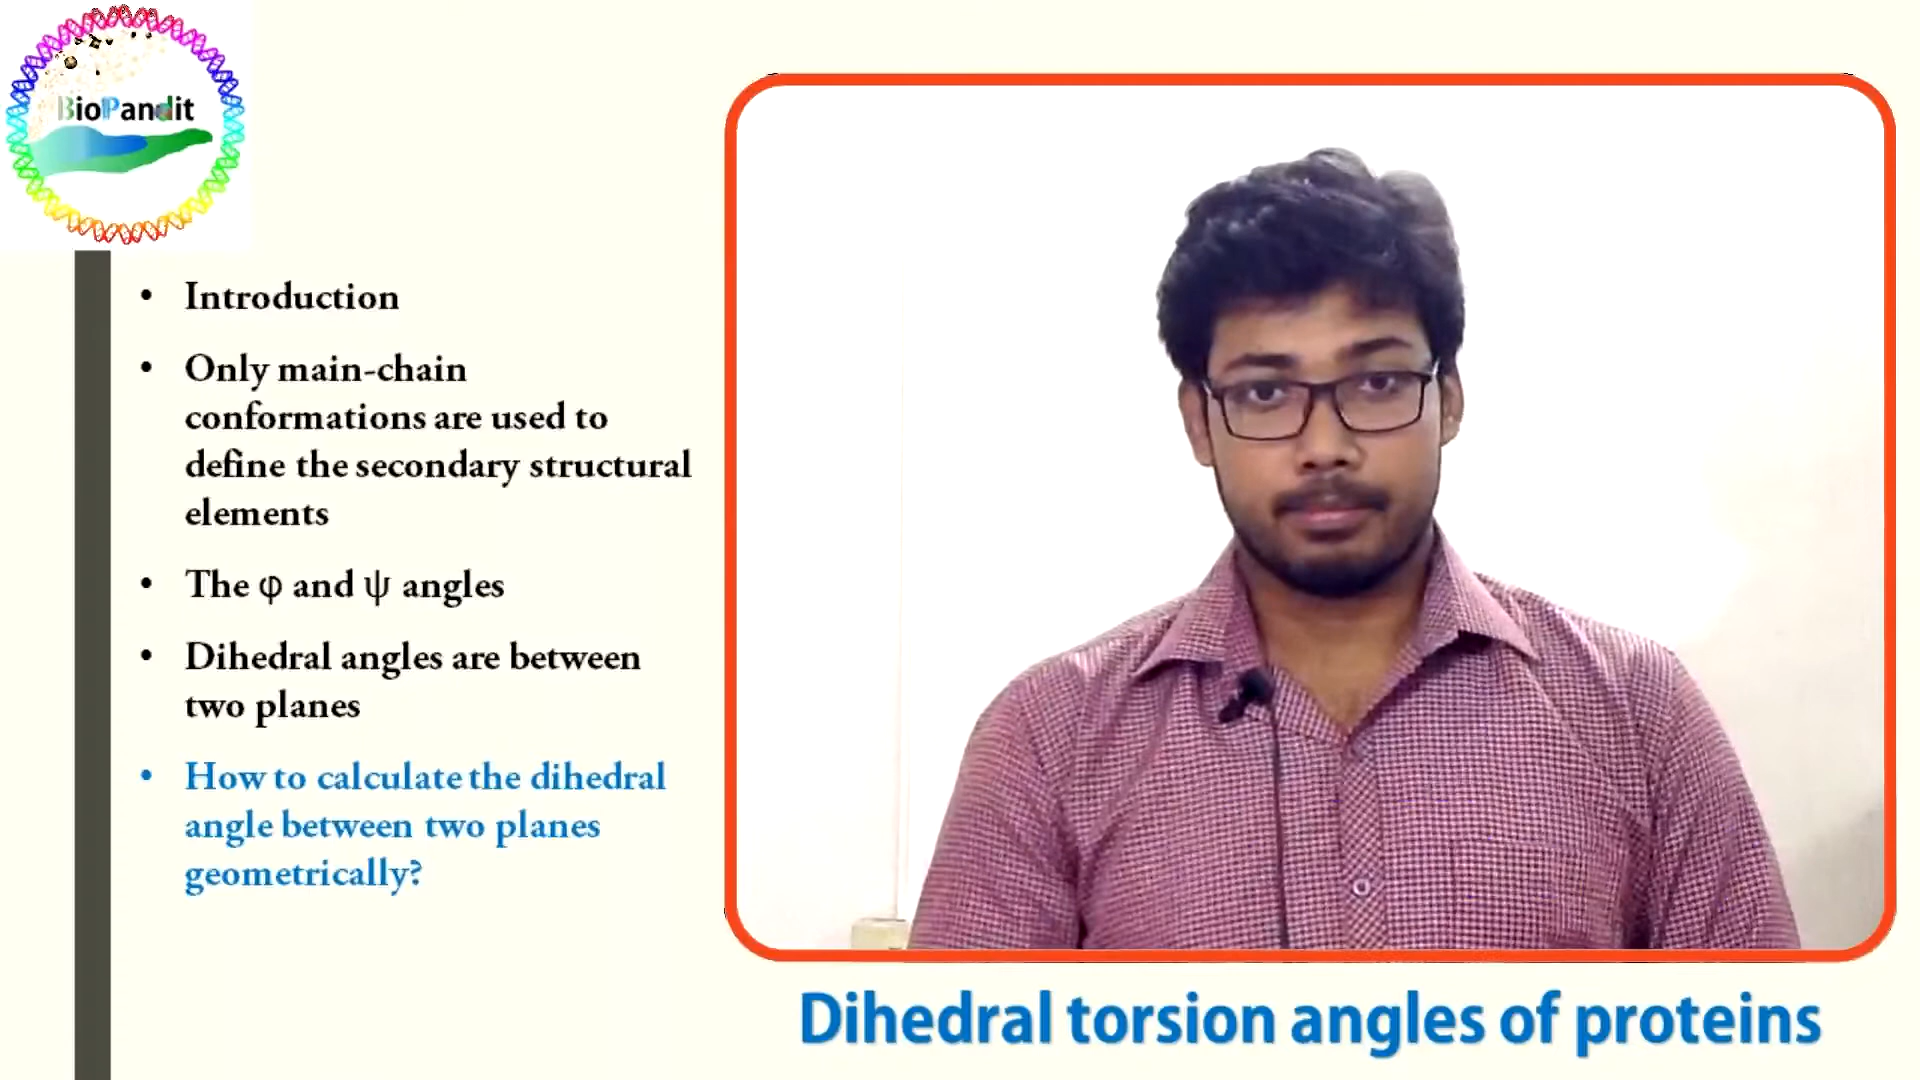 BioPandit
• Introduction
• Only main-chain
conformations are used to
define the secondary structural
elements
• The φ and ψ angles
• Dihedral angles are between
two planes
• How to calculate the dihedral
angle between two planes
geometrically?
Dihedral torsion angles of proteins